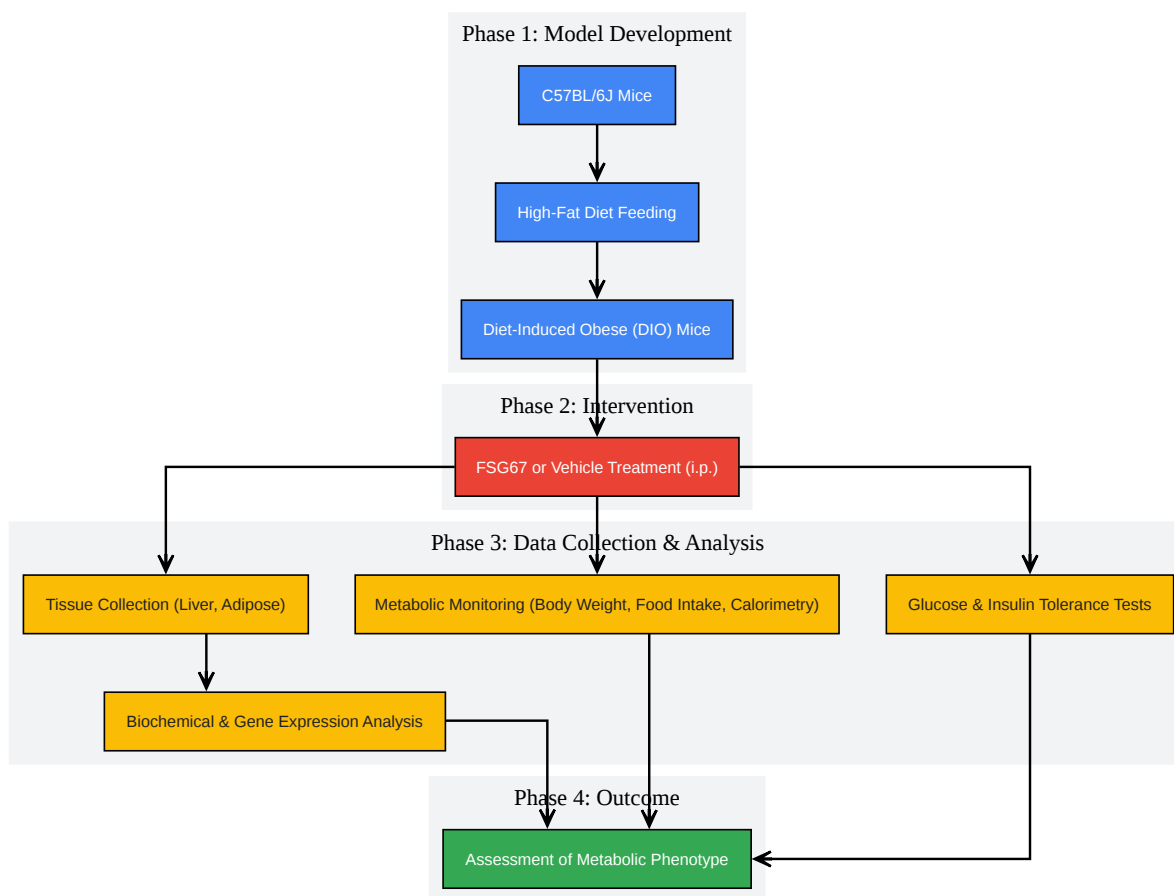 Phase 1: Model Development
C57BL/6J Mice
High-Fat Diet Feeding
Diet-Induced Obese (DIO) Mice
Phase 2: Intervention
FSG67 or Vehicle Treatment (i.p.)
Phase 3: Data Collection & Analysis
Tissue Collection (Liver, Adipose)
Metabolic Monitoring (Body Weight, Food Intake, Calorimetry)
Glucose & Insulin Tolerance Tests
Biochemical & Gene Expression Analysis
Phase 4: Outcome
Assessment of Metabolic Phenotype